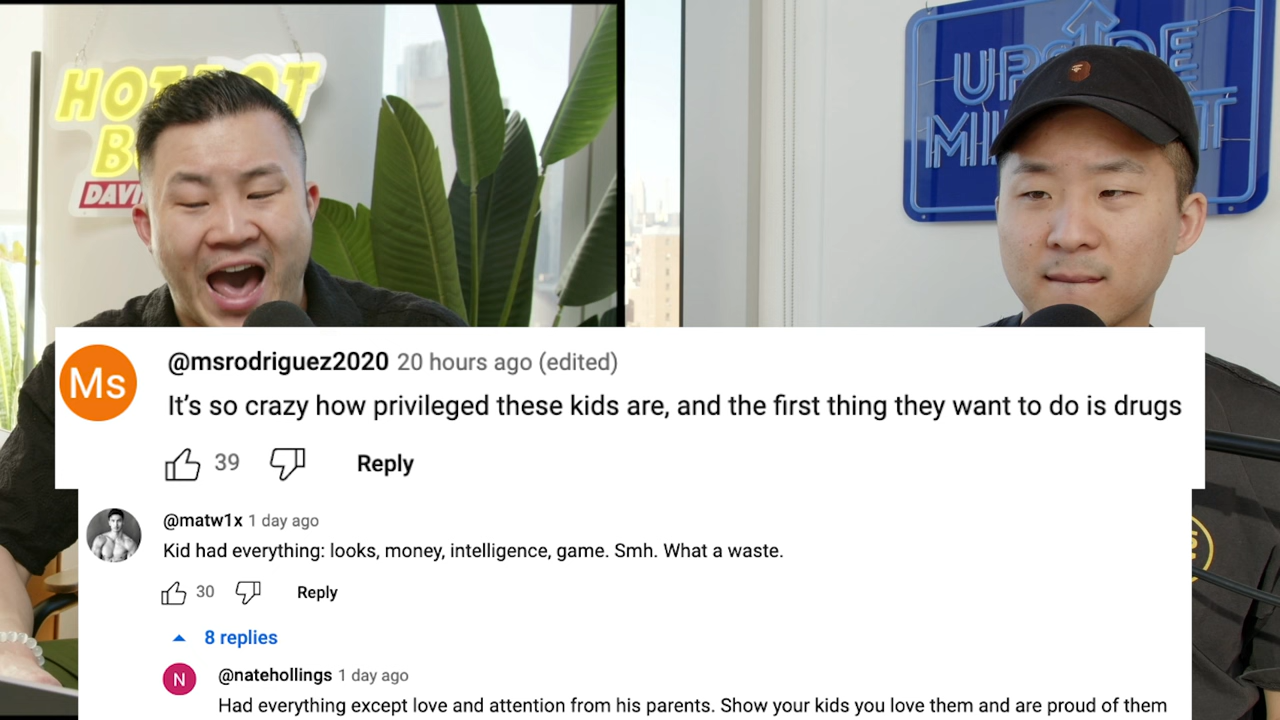 HOT
@msrodriguez2020 20 hours ago (edited)
Ms
It’s so crazy how privileged these kids are, and the first thing they want to do is drugs
39 Reply
@matw1x 1 day ago
Kid had everything: looks, money, intelligence, game. Smh. What a waste.
30 Reply
8 replies
N
@natehollings 1 day ago
Had everything except love and attention from his parents. Show your kids you love them and are proud of them